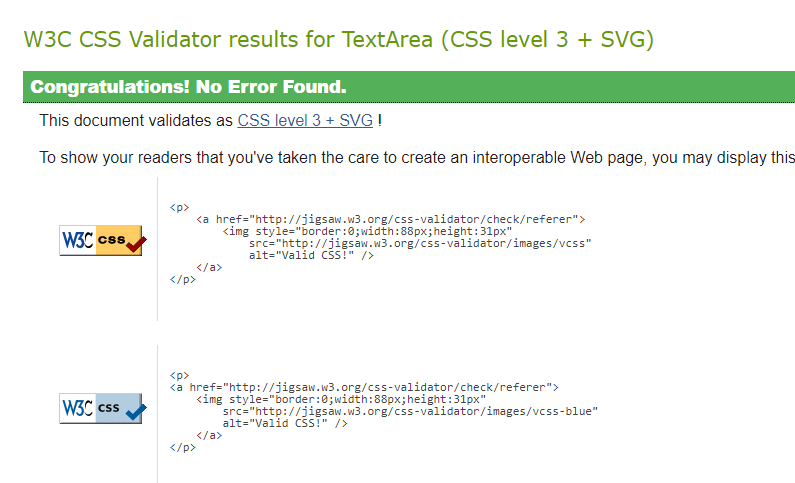 W3C CSS Validator results for TextArea (CSS level 3 + SVG)
Congratulations! No Error Found.
This document validates as CSS level 3 + SVG !
To show your readers that you've taken the care to create an interoperable Web page, you may display this
W3C css
<p>
<a href="http://jigsaw.w3.org/css-validator/check/referer">
<img style="border:0;width:88px;height:31px"
src="http://jigsaw.w3.org/css-validator/images/vcss"
alt="Valid CSS!" />
</a>
</p>
W3C css
<p>
<a href="http://jigsaw.w3.org/css-validator/check/referer">
<img style="border:0;width:88px;height:31px"
src="http://jigsaw.w3.org/css-validator/images/vcss-blue"
alt="Valid CSS!" />
</a>
</p>